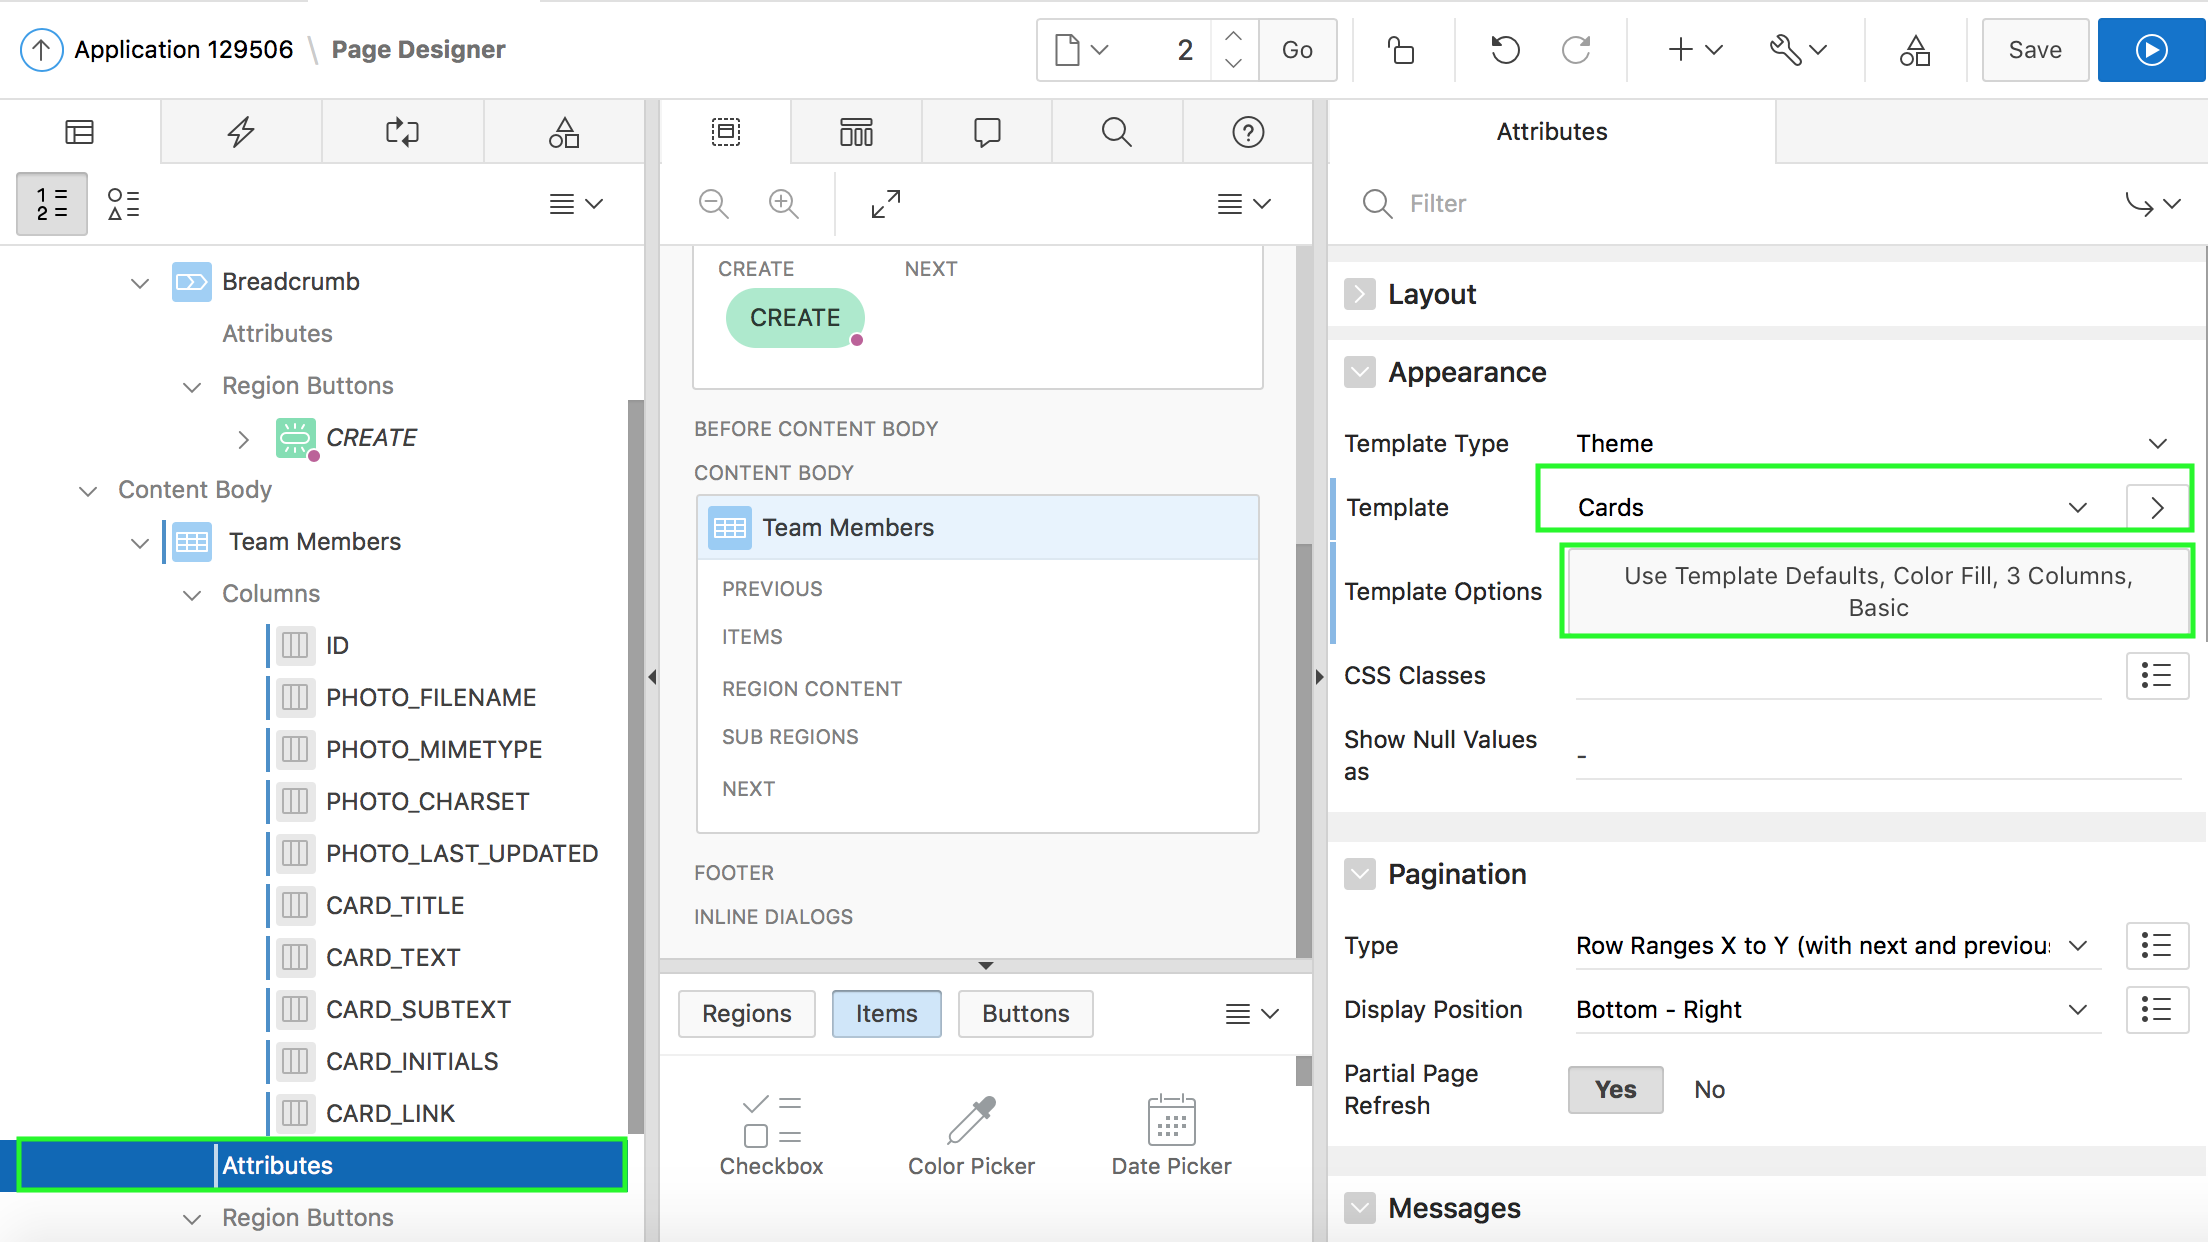 Application 129506 \ Page Designer
2
Go
Save
1
2
Breadcrumb
Attributes
Region Buttons
CREATE
Content Body
Team Members
Columns
ID
PHOTO_FILENAME
PHOTO_MIMETYPE
PHOTO_CHARSET
PHOTO_LAST_UPDATED
CARD_TITLE
CARD_TEXT
CARD_SUBTEXT
CARD_INITIALS
CARD_LINK
Attributes
Region Buttons
CREATE NEXT
CREATE
BEFORE CONTENT BODY
CONTENT BODY
Team Members
PREVIOUS
ITEMS
REGION CONTENT
SUB REGIONS
NEXT
FOOTER
INLINE DIALOGS
Regions Items Buttons
Checkbox Color Picker Date Picker
Attributes
Filter
Layout
Appearance
Template Type Theme
Template Cards
Template Options Use Template Defaults, Color Fill, 3 Columns,
Basic
CSS Classes
Show Null Values
as
-
Pagination
Type Row Ranges X to Y (with next and previous
Display Position Bottom - Right
Partial Page
Refresh
Yes No
Messages